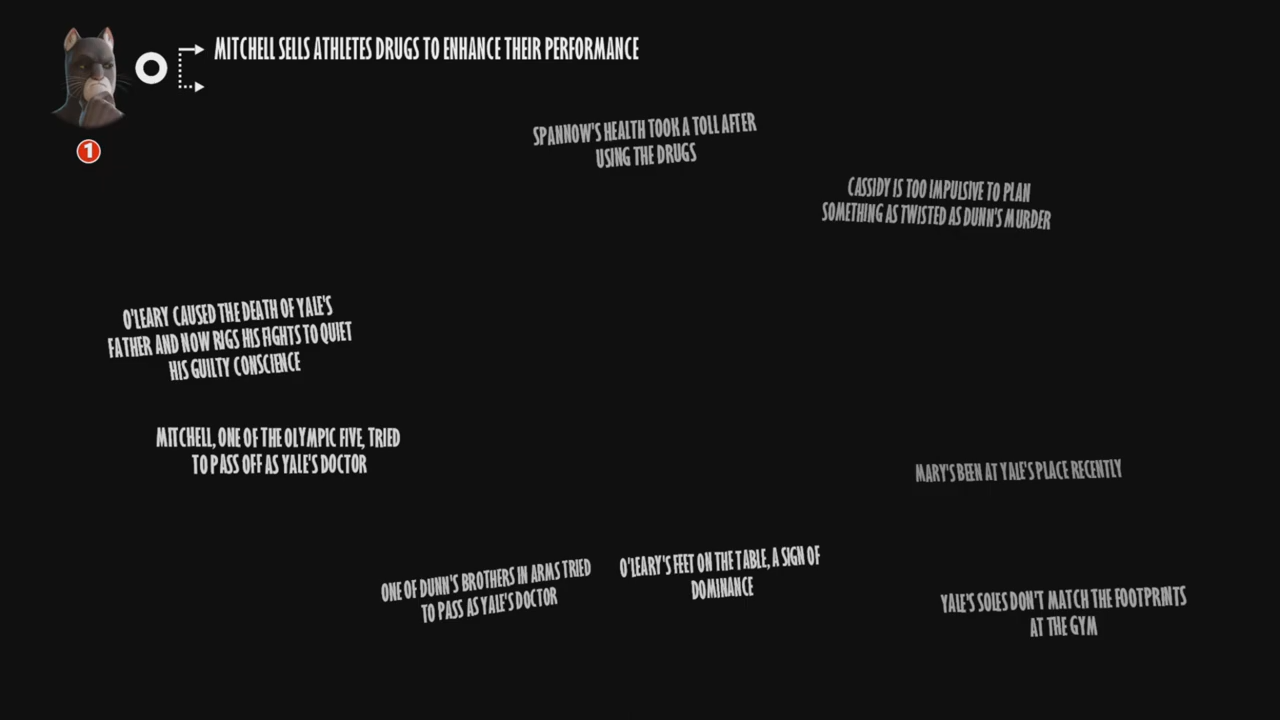 MITCHELL SELLS ATHLETES DRUGS TO ENHANCE THEIR PERFORMANCE
1
SPANNOW'S HEALTH TOOK A TOLL AFTER
USING THE DRUGS
CASSIDY IS TOO IMPULSIVE TO PLAN
SOMETHING AS TWISTED AS DUNN'S MURDER
O'LEARY CAUSED THE DEATH OF YALE'S
FATHER AND NOW RIGS HIS FIGHTS TO QUIET
HIS GUILTY CONSCIENCE
MITCHELL, ONE OF THE OLYMPIC FIVE, TRIED
TO PASS OFF AS YALE'S DOCTOR
MARY'S BEEN AT YALE'S PLACE RECENTLY
ONE OF DUNN'S BROTHERS IN ARMS TRIED
TO PASS AS YALE'S DOCTOR
O'LEARY'S FEET ON THE TABLE, A SIGN OF
DOMINANCE
YALE'S SOLES DON'T MATCH THE FOOTPRINTS
AT THE GYM